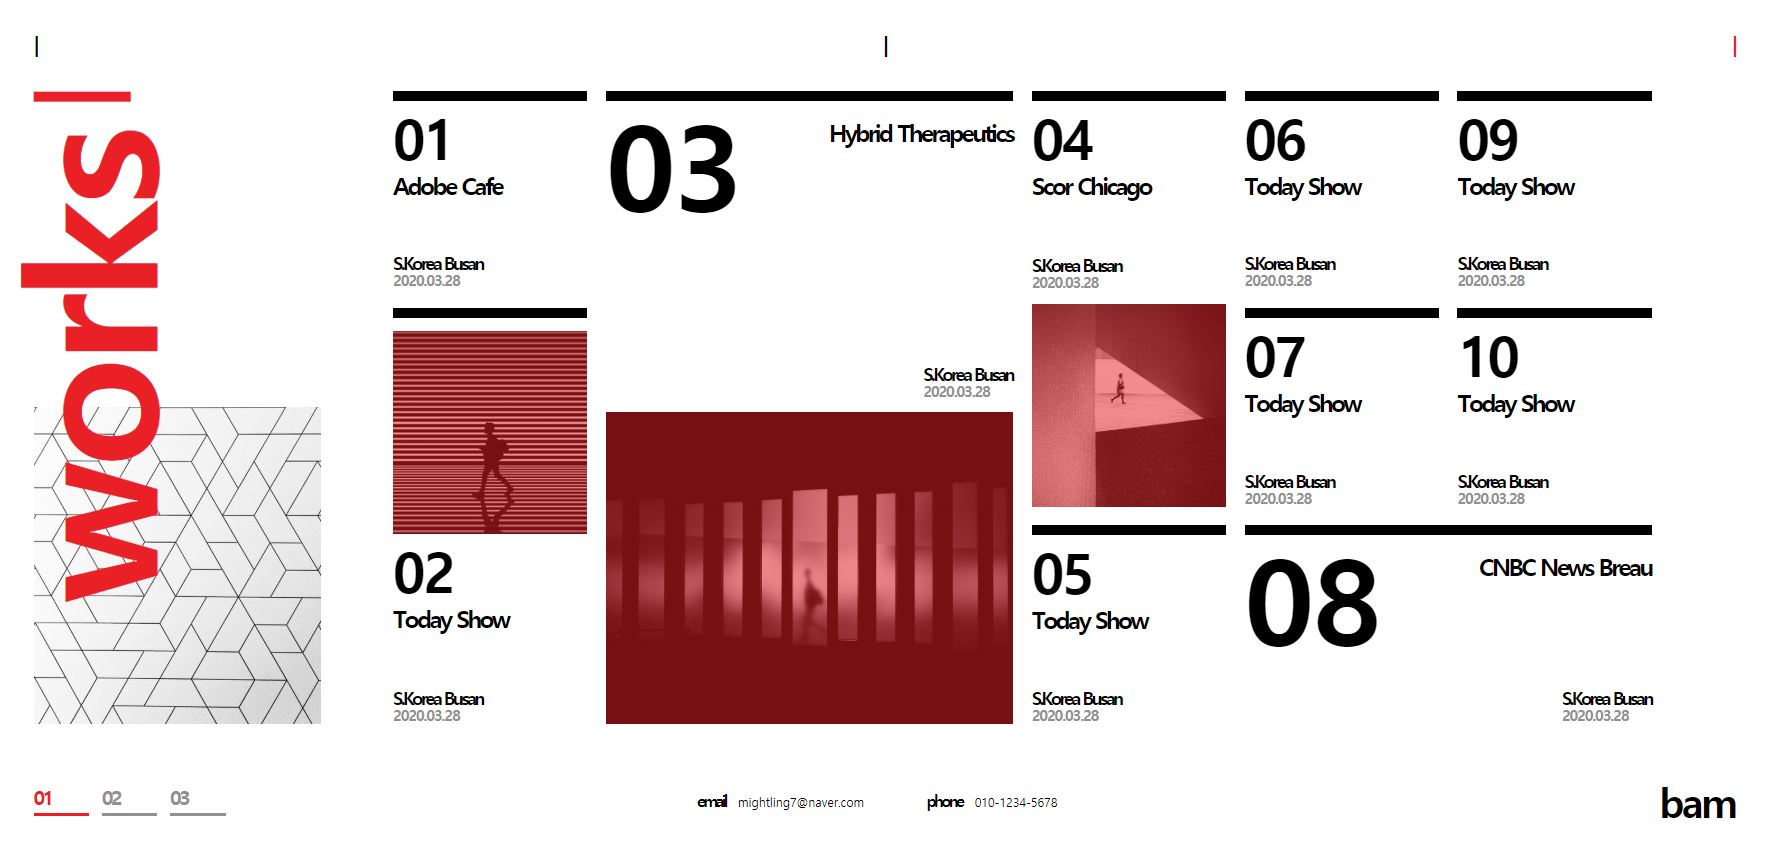 works
01
Adobe Cafe
S.Korea Busan
2020.03.28
02
Today Show
S.Korea Busan
2020.03.28
03
Hybrid Therapeutics
S.Korea Busan
2020.03.28
04
Scor Chicago
S.Korea Busan
2020.03.28
05
Today Show
S.Korea Busan
2020.03.28
06
Today Show
S.Korea Busan
2020.03.28
07
Today Show
S.Korea Busan
2020.03.28
08
CNBC News Breau
S.Korea Busan
2020.03.28
09
Today Show
S.Korea Busan
2020.03.28
10
Today Show
S.Korea Busan
2020.03.28
01 02 03
email mightling7@naver.com phone 010-1234-5678
bam